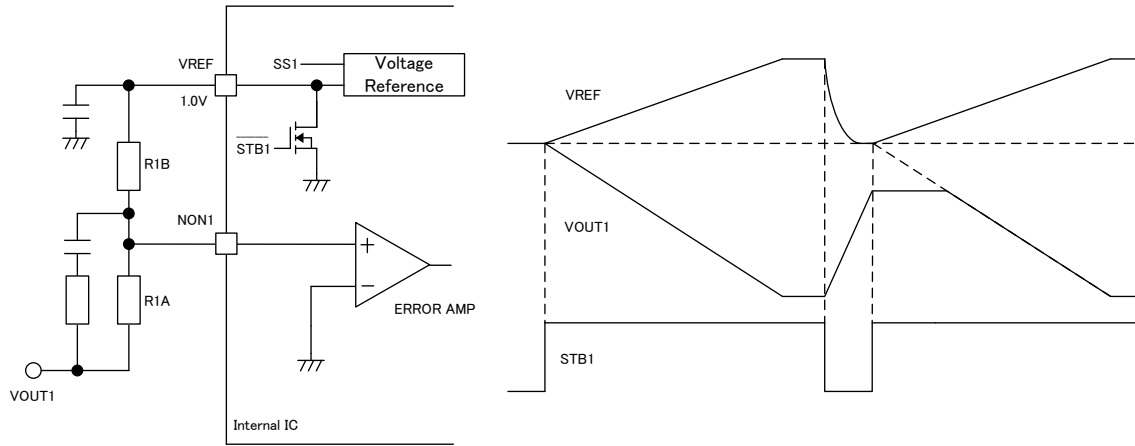 VREF
1.0V
SS1
Voltage
Reference
STB1
R1B
NON1
R1A
+
−
ERROR AMP
VOUT1
Internal IC
VREF
VOUT1
STB1